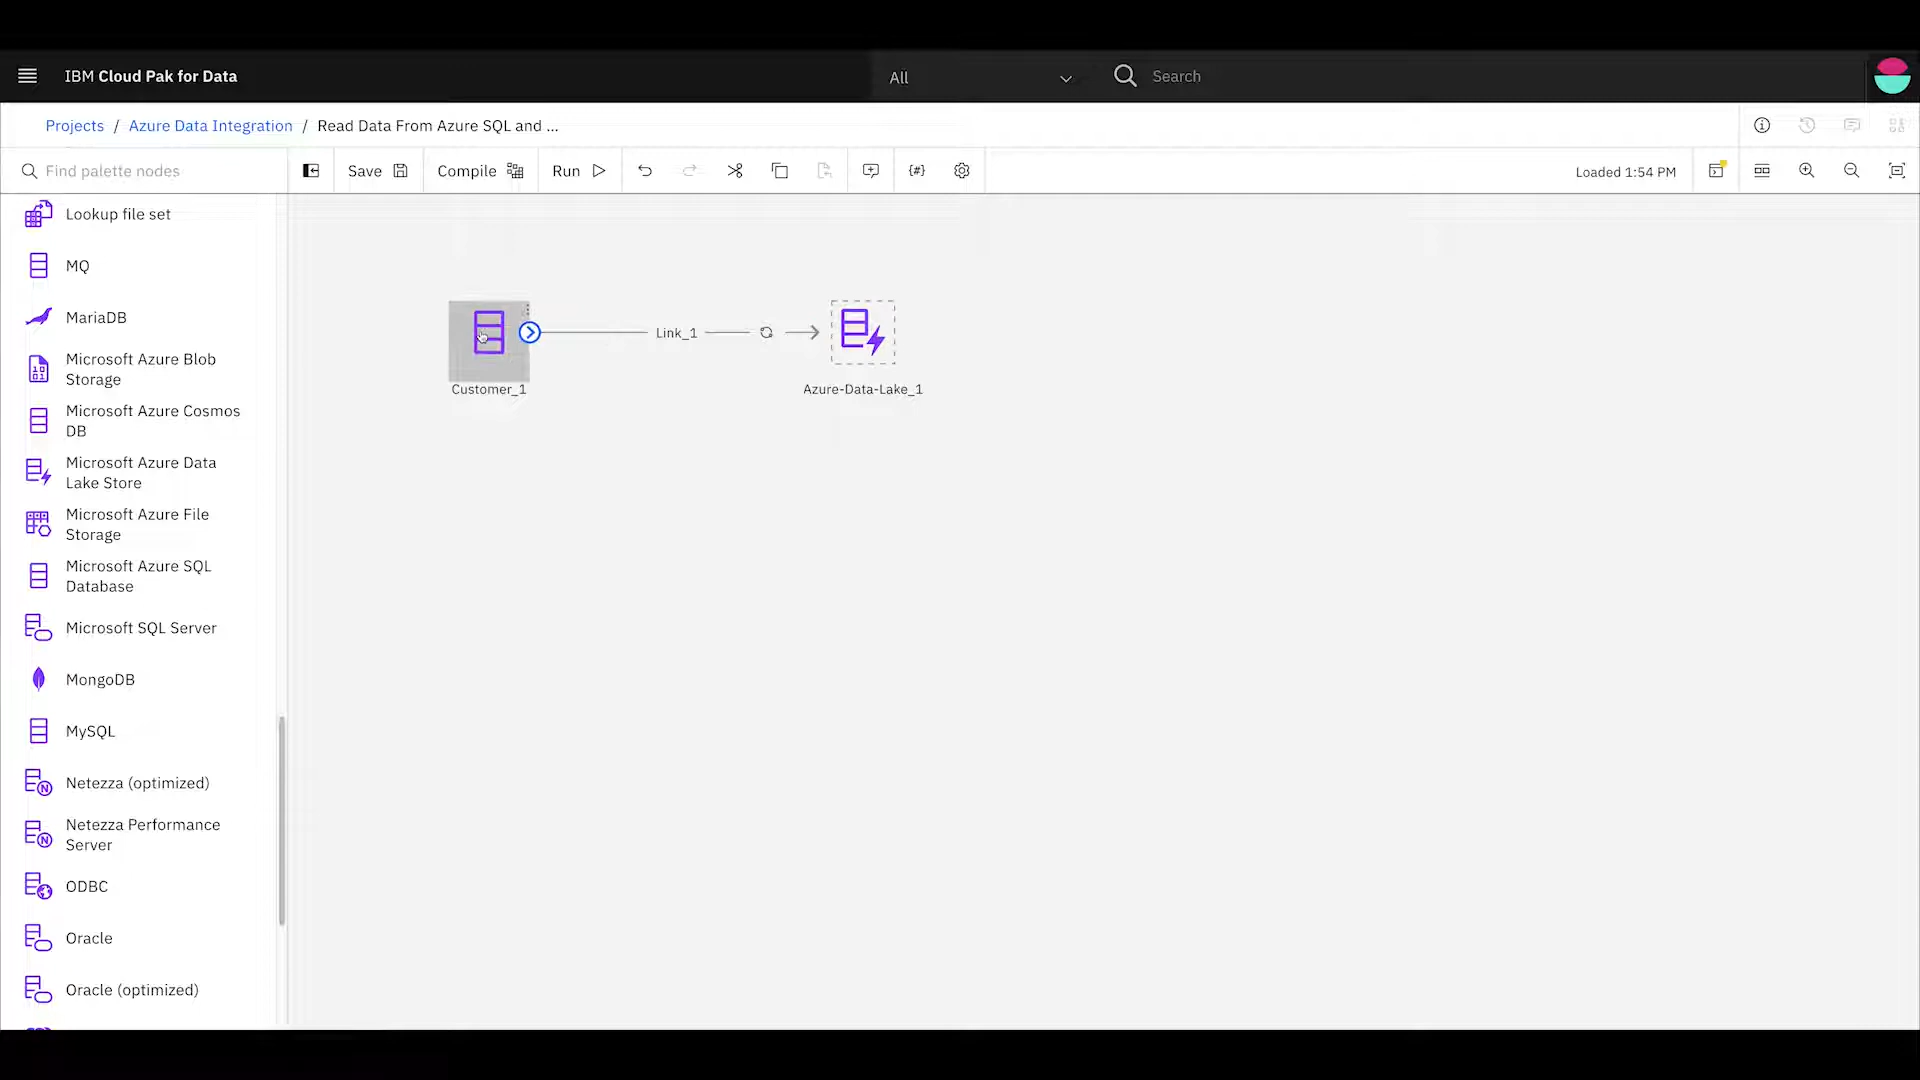 IBM Cloud Pak for Data
All
Search
Projects / Azure Data Integration / Read Data From Azure SQL and ...
Find palette nodes
Save
Compile
Run
Loaded 1:54 PM
Lookup file set
MQ
MariaDB
Microsoft Azure Blob
Storage
Microsoft Azure Cosmos
DB
Microsoft Azure Data
Lake Store
Microsoft Azure File
Storage
Microsoft Azure SQL
Database
Microsoft SQL Server
MongoDB
MySQL
Netezza (optimized)
Netezza Performance
Server
ODBC
Oracle
Oracle (optimized)
Link_1
Customer_1
Azure-Data-Lake_1